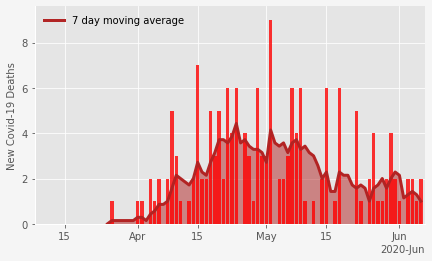 7 day moving average
New Covid-19 Deaths
8
6
4
2
0
15
Apr
15
May
15
Jun
2020-Jun